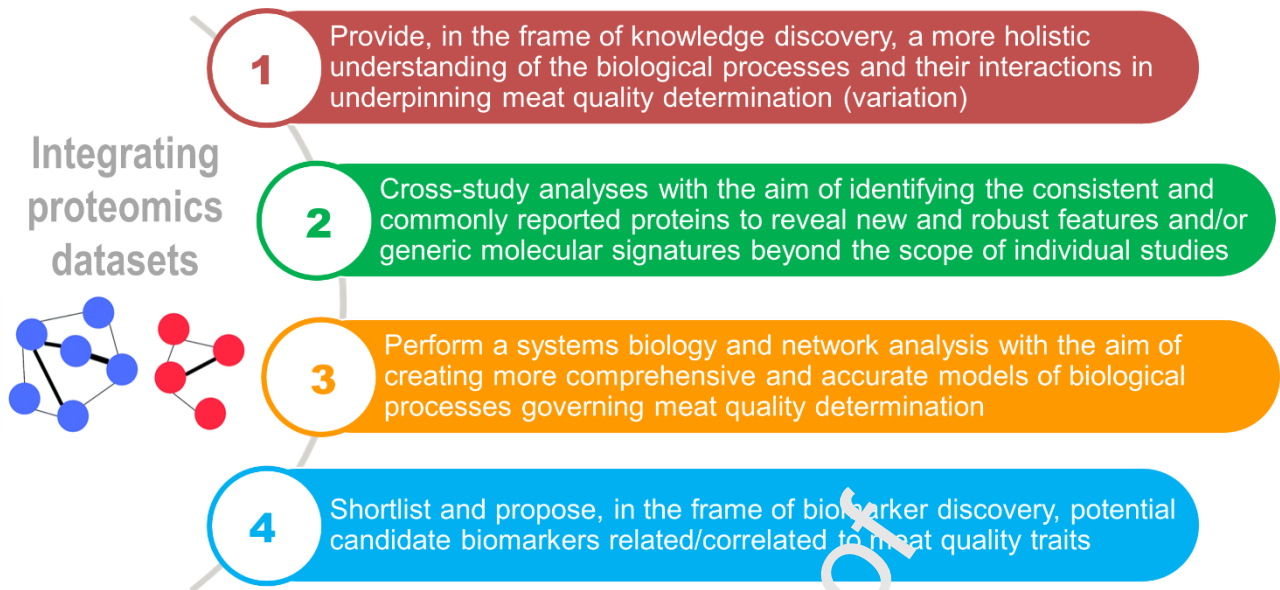 Integrating
proteomics
datasets
1
Provide, in the frame of knowledge discovery, a more holistic
understanding of the biological processes and their interactions in
underpinning meat quality determination (variation)
2
Cross-study analyses with the aim of identifying the consistent and
commonly reported proteins to reveal new and robust features and/or
generic molecular signatures beyond the scope of individual studies
3
Perform a systems biology and network analysis with the aim of
creating more comprehensive and accurate models of biological
processes governing meat quality determination
4
Shortlist and propose, in the frame of biomarker discovery, potential
candidate biomarkers related/correlated to meat quality traits
of